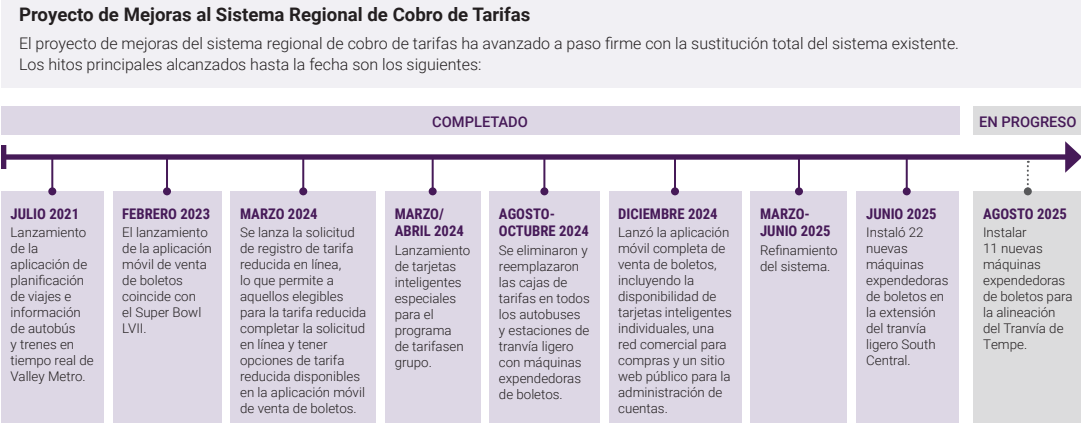 Proyecto de Mejoras al Sistema Regional de Cobro de Tarifas
El proyecto de mejoras del sistema regional de cobro de tarifas ha avanzado a paso firme con la sustitución total del sistema existente.
Los hitos principales alcanzados hasta la fecha son los siguientes:
COMPLETADO
EN PROGRESO
JULIO 2021
Lanzamiento
de la
aplicación de
planificación
de viajes e
información
de autobús
y trenes en
tiempo real de
Valley Metro.
FEBRERO 2023
El lanzamiento
de la aplicación
móvil de venta
de boletos
coincide con
el Super Bowl
LVII.
MARZO 2024
Se lanza la solicitud
de registro de tarifa
reducida en línea,
lo que permite a
aquellos elegibles
para la tarifa reducida
completar la solicitud
en línea y tener
opciones de tarifa
reducida disponibles
en la aplicación móvil
de venta de boletos.
MARZO/
ABRIL 2024
Lanzamiento
de tarjetas
inteligentes
especiales
para el
programa
de tarifasen
grupo.
AGOSTO-
OCTUBRE 2024
Se eliminaron y
reemplazaron
las cajas de
tarifas en todos
los autobuses
y estaciones de
tranvía ligero
con máquinas
expendedoras
de boletos.
DICIEMBRE 2024
Lanzó la aplicación
móvil completa de
venta de boletos,
incluyendo la
disponibilidad de
tarjetas inteligentes
individuales, una
red comercial para
compras y un sitio
web público para la
administración de
cuentas.
MARZO-
JUNIO 2025
Refinamiento
del sistema.
JUNIO 2025
Instaló 22
nuevas
máquinas
expendedoras
de boletos en
la extensión
del tranvía
ligero South
Central.
AGOSTO 2025
Instalar
11 nuevas
máquinas
expendedoras
de boletos para
la alineación
del Tranvía de
Tempe.